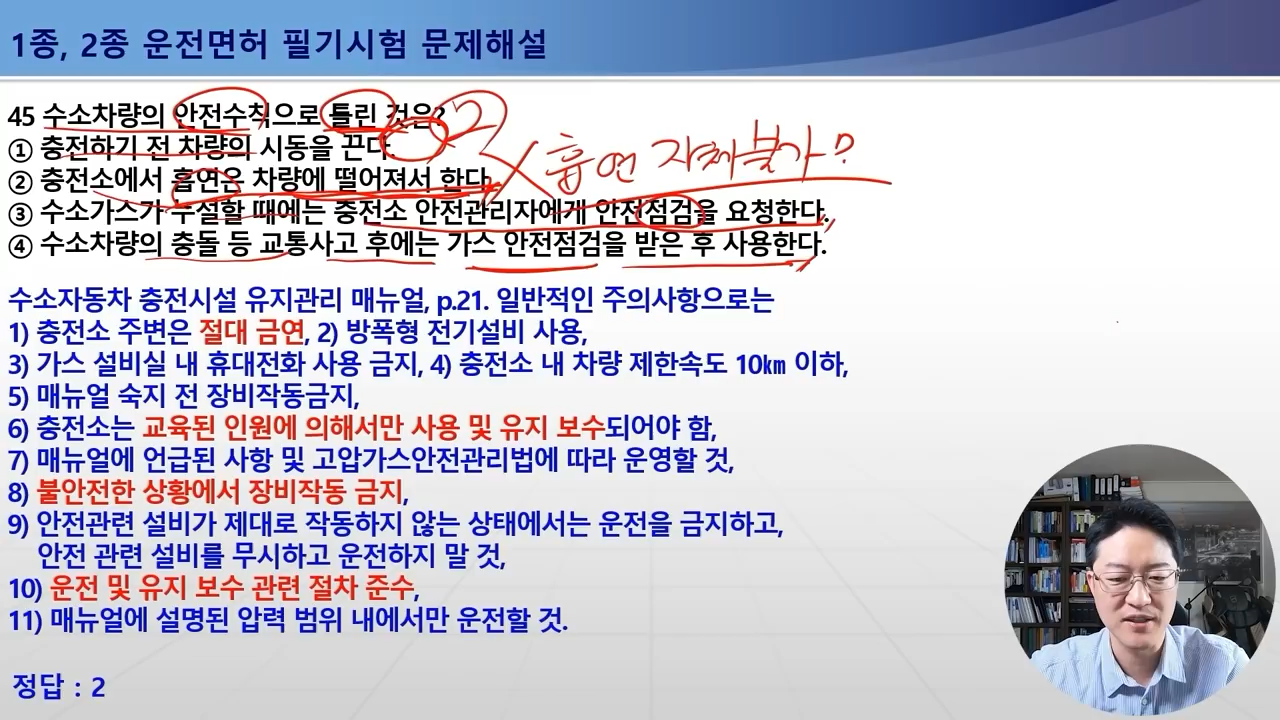 1종, 2종 운전면허 필기시험 문제해설
45 수소차량의 안전수칙으로 틀린 것은?
2
① 충전하기 전 차량의 시동을 끈다.
흡연 자체불가?
② 충전소에서 흡연은 차량에 떨어져서 한다.
③ 수소가스가 누설할 때에는 충전소 안전관리자에게 안전점검을 요청한다.
④ 수소차량의 충돌 등 교통사고 후에는 가스 안전점검을 받은 후 사용한다.
수소자동차 충전시설 유지관리 매뉴얼, p.21. 일반적인 주의사항으로는
1) 충전소 주변은 절대 금연, 2) 방폭형 전기설비 사용,
3) 가스 설비실 내 휴대전화 사용 금지, 4) 충전소 내 차량 제한속도 10㎞ 이하,
5) 매뉴얼 숙지 전 장비작동금지,
6) 충전소는 교육된 인원에 의해서만 사용 및 유지 보수되어야 함,
7) 매뉴얼에 언급된 사항 및 고압가스안전관리법에 따라 운영할 것,
8) 불안전한 상황에서 장비작동 금지,
9) 안전관련 설비가 제대로 작동하지 않는 상태에서는 운전을 금지하고,
안전 관련 설비를 무시하고 운전하지 말 것,
10) 운전 및 유지 보수 관련 절차 준수,
11) 매뉴얼에 설명된 압력 범위 내에서만 운전할 것.
정답 : 2